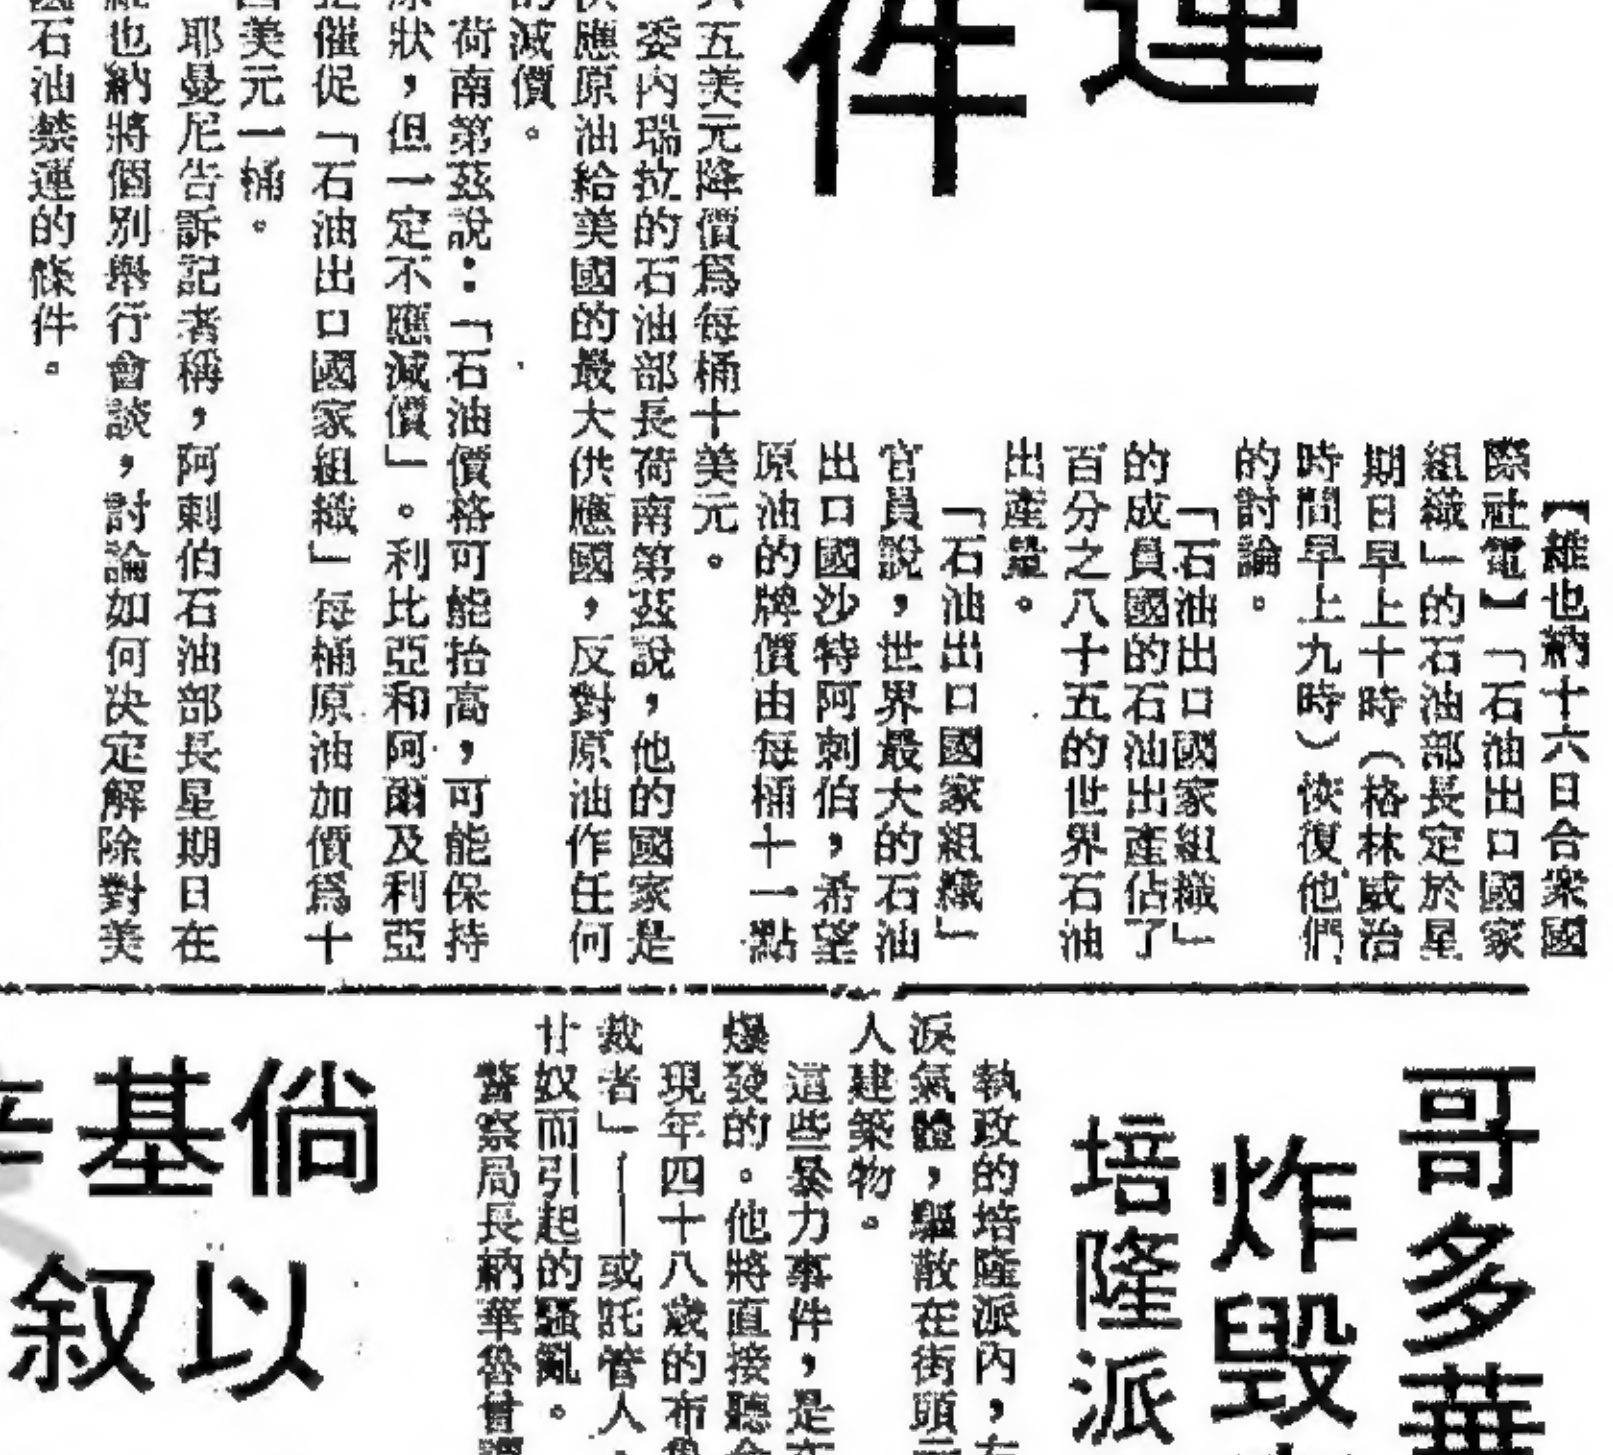 運
件
【維也納十六日合衆國
際社電】「石油出口國家
組織」的石油部長定於星
期日早上十時（格林威治
時間早上九時）恢復他們
的討論。
「石油出口國家組織」
的成員國的石油出產佔了
百分之八十五的世界石油
出產量。
「石油出口國家組織」
官員說，世界最大的石油
出口國沙特阿剌伯，希望
原油的牌價由每桶十一點
六五美元降價爲每桶十美元。
委內瑞拉的石油部長荷南第茲說，他的國家是
供應原油給美國的最大供應國，反對原油作任何
的減價。
荷南第茲說：「石油價格可能抬高，可能保持
原狀，但一定不應減價」。利比亞和阿爾及利亞
催促「石油出口國家組織」每桶原油加價爲十
四美元一桶。
耶曼尼告訴記者稱，阿剌伯石油部長星期日在
維也納將個別舉行會談，討論如何決定解除對美
國石油禁運的條件。
哥多華
炸毀
培隆派
執政的培隆派內，左
淚氣體，驅散在街頭
人建築物。
這些暴力事件，是在
爆發的。他將直接聽命
現年四十八歲的布魯
裁者」——或託管人，
甘奴而引起的騷亂。
警察局長納華魯曾
倘以
基叙